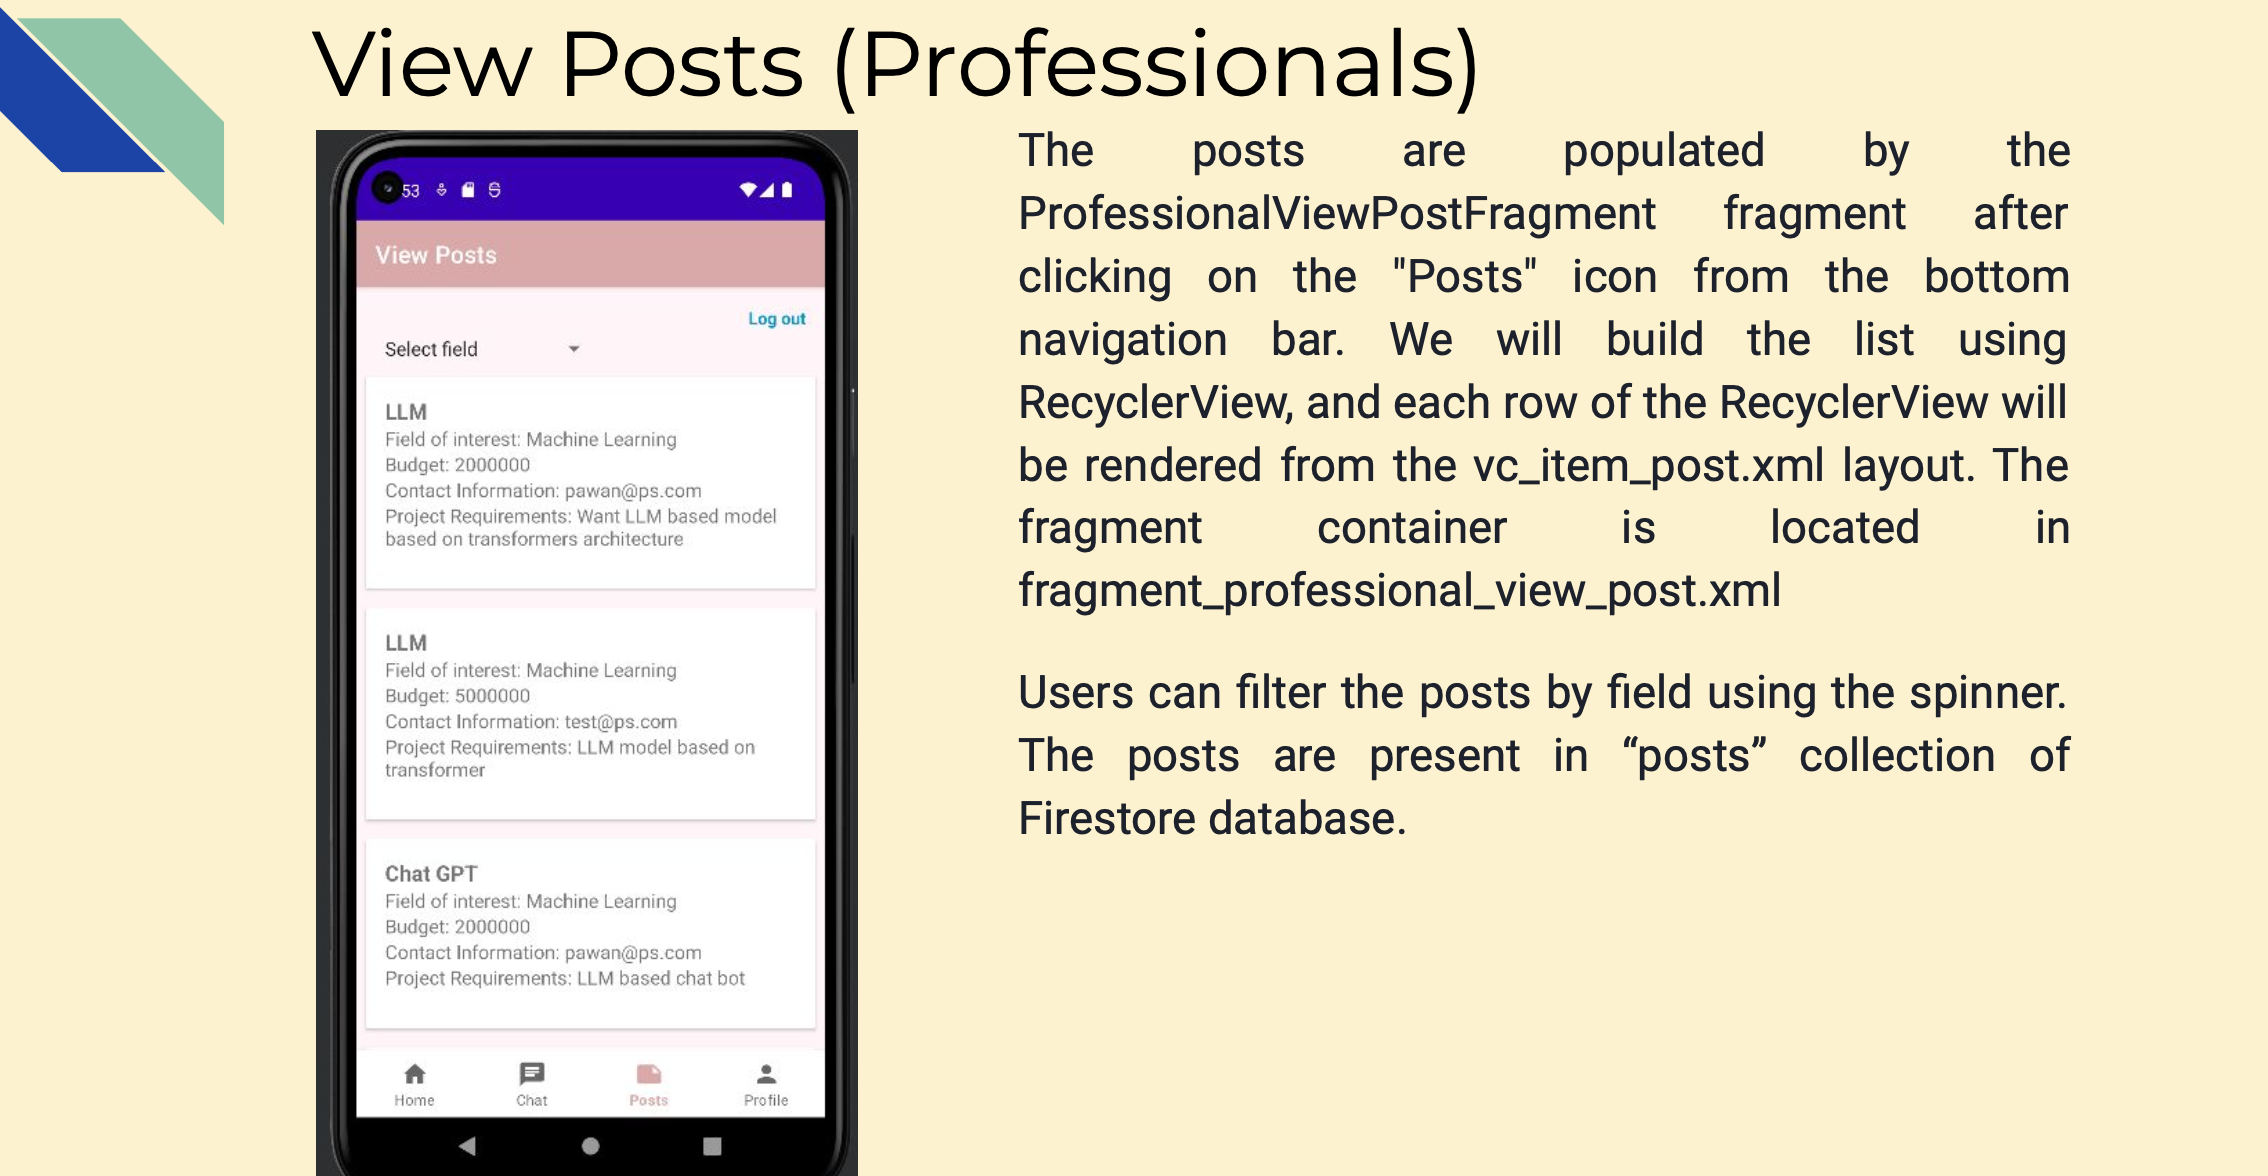 View Posts (Professionals)
53
View Posts
Log out
Select field
LLM
Field of interest: Machine Learning
Budget: 2000000
Contact Information: pawan@ps.com
Project Requirements: Want LLM based model
based on transformers architecture
LLM
Field of interest: Machine Learning
Budget: 5000000
Contact Information: test@ps.com
Project Requirements: LLM model based on
transformer
Chat GPT
Field of interest: Machine Learning
Budget: 2000000
Contact Information: pawan@ps.com
Project Requirements: LLM based chat bot
Home Chat Posts Profile
The posts are populated by the
ProfessionalViewPostFragment fragment after
clicking on the "Posts" icon from the bottom
navigation bar. We will build the list using
RecyclerView, and each row of the RecyclerView will
be rendered from the vc_item_post.xml layout. The
fragment container is located in
fragment_professional_view_post.xml
Users can filter the posts by field using the spinner.
The posts are present in “posts” collection of
Firestore database.